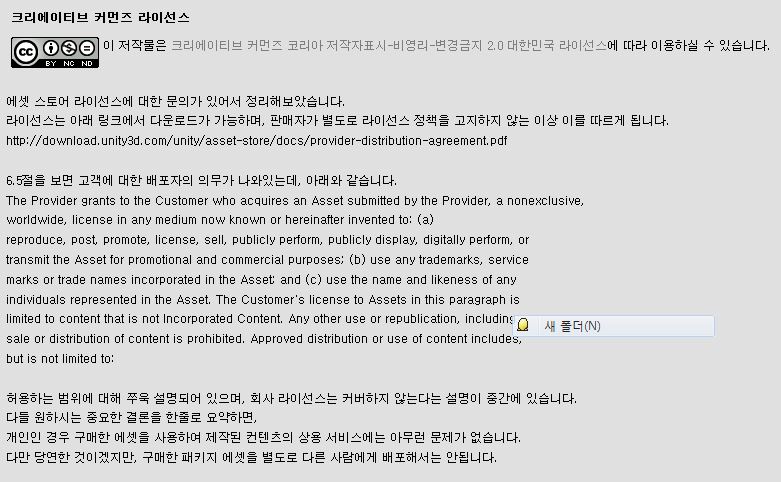 크리에이티브 커먼즈 라이선스
cc BY NC ND 이 저작물은 크리에이티브 커먼즈 코리아 저작자표시-비영리-변경금지 2.0 대한민국 라이선스에 따라 이용하실 수 있습니다.
에셋 스토어 라이선스에 대한 문의가 있어서 정리해보았습니다.
라이선스는 아래 링크에서 다운로드가 가능하며, 판매자가 별도로 라이선스 정책을 고지하지 않는 이상 이를 따르게 됩니다.
http://download.unity3d.com/unity/asset-store/docs/provider-distribution-agreement.pdf
6.5절을 보면 고객에 대한 배포자의 의무가 나와있는데, 아래와 같습니다.
The Provider grants to the Customer who acquires an Asset submitted by the Provider, a nonexclusive,
worldwide, license in any medium now known or hereinafter invented to: (a)
reproduce, post, promote, license, sell, publicly perform, publicly display, digitally perform, or
transmit the Asset for promotional and commercial purposes; (b) use any trademarks, service
marks or trade names incorporated in the Asset; and (c) use the name and likeness of any
individuals represented in the Asset. The Customer's license to Assets in this paragraph is
limited to content that is not Incorporated Content. Any other use or republication, including
새 폴더(N)
sale or distribution of content is prohibited. Approved distribution or use of content includes,
but is not limited to:
허용하는 범위에 대해 쭈욱 설명되어 있으며, 회사 라이선스는 커버하지 않는다는 설명이 중간에 있습니다.
다들 원하시는 중요한 결론을 한줄로 요약하면,
개인인 경우 구매한 에셋을 사용하여 제작된 컨텐츠의 상용 서비스에는 아무런 문제가 없습니다.
다만 당연한 것이겠지만, 구매한 패키지 에셋을 별도로 다른 사람에게 배포해서는 안됩니다.